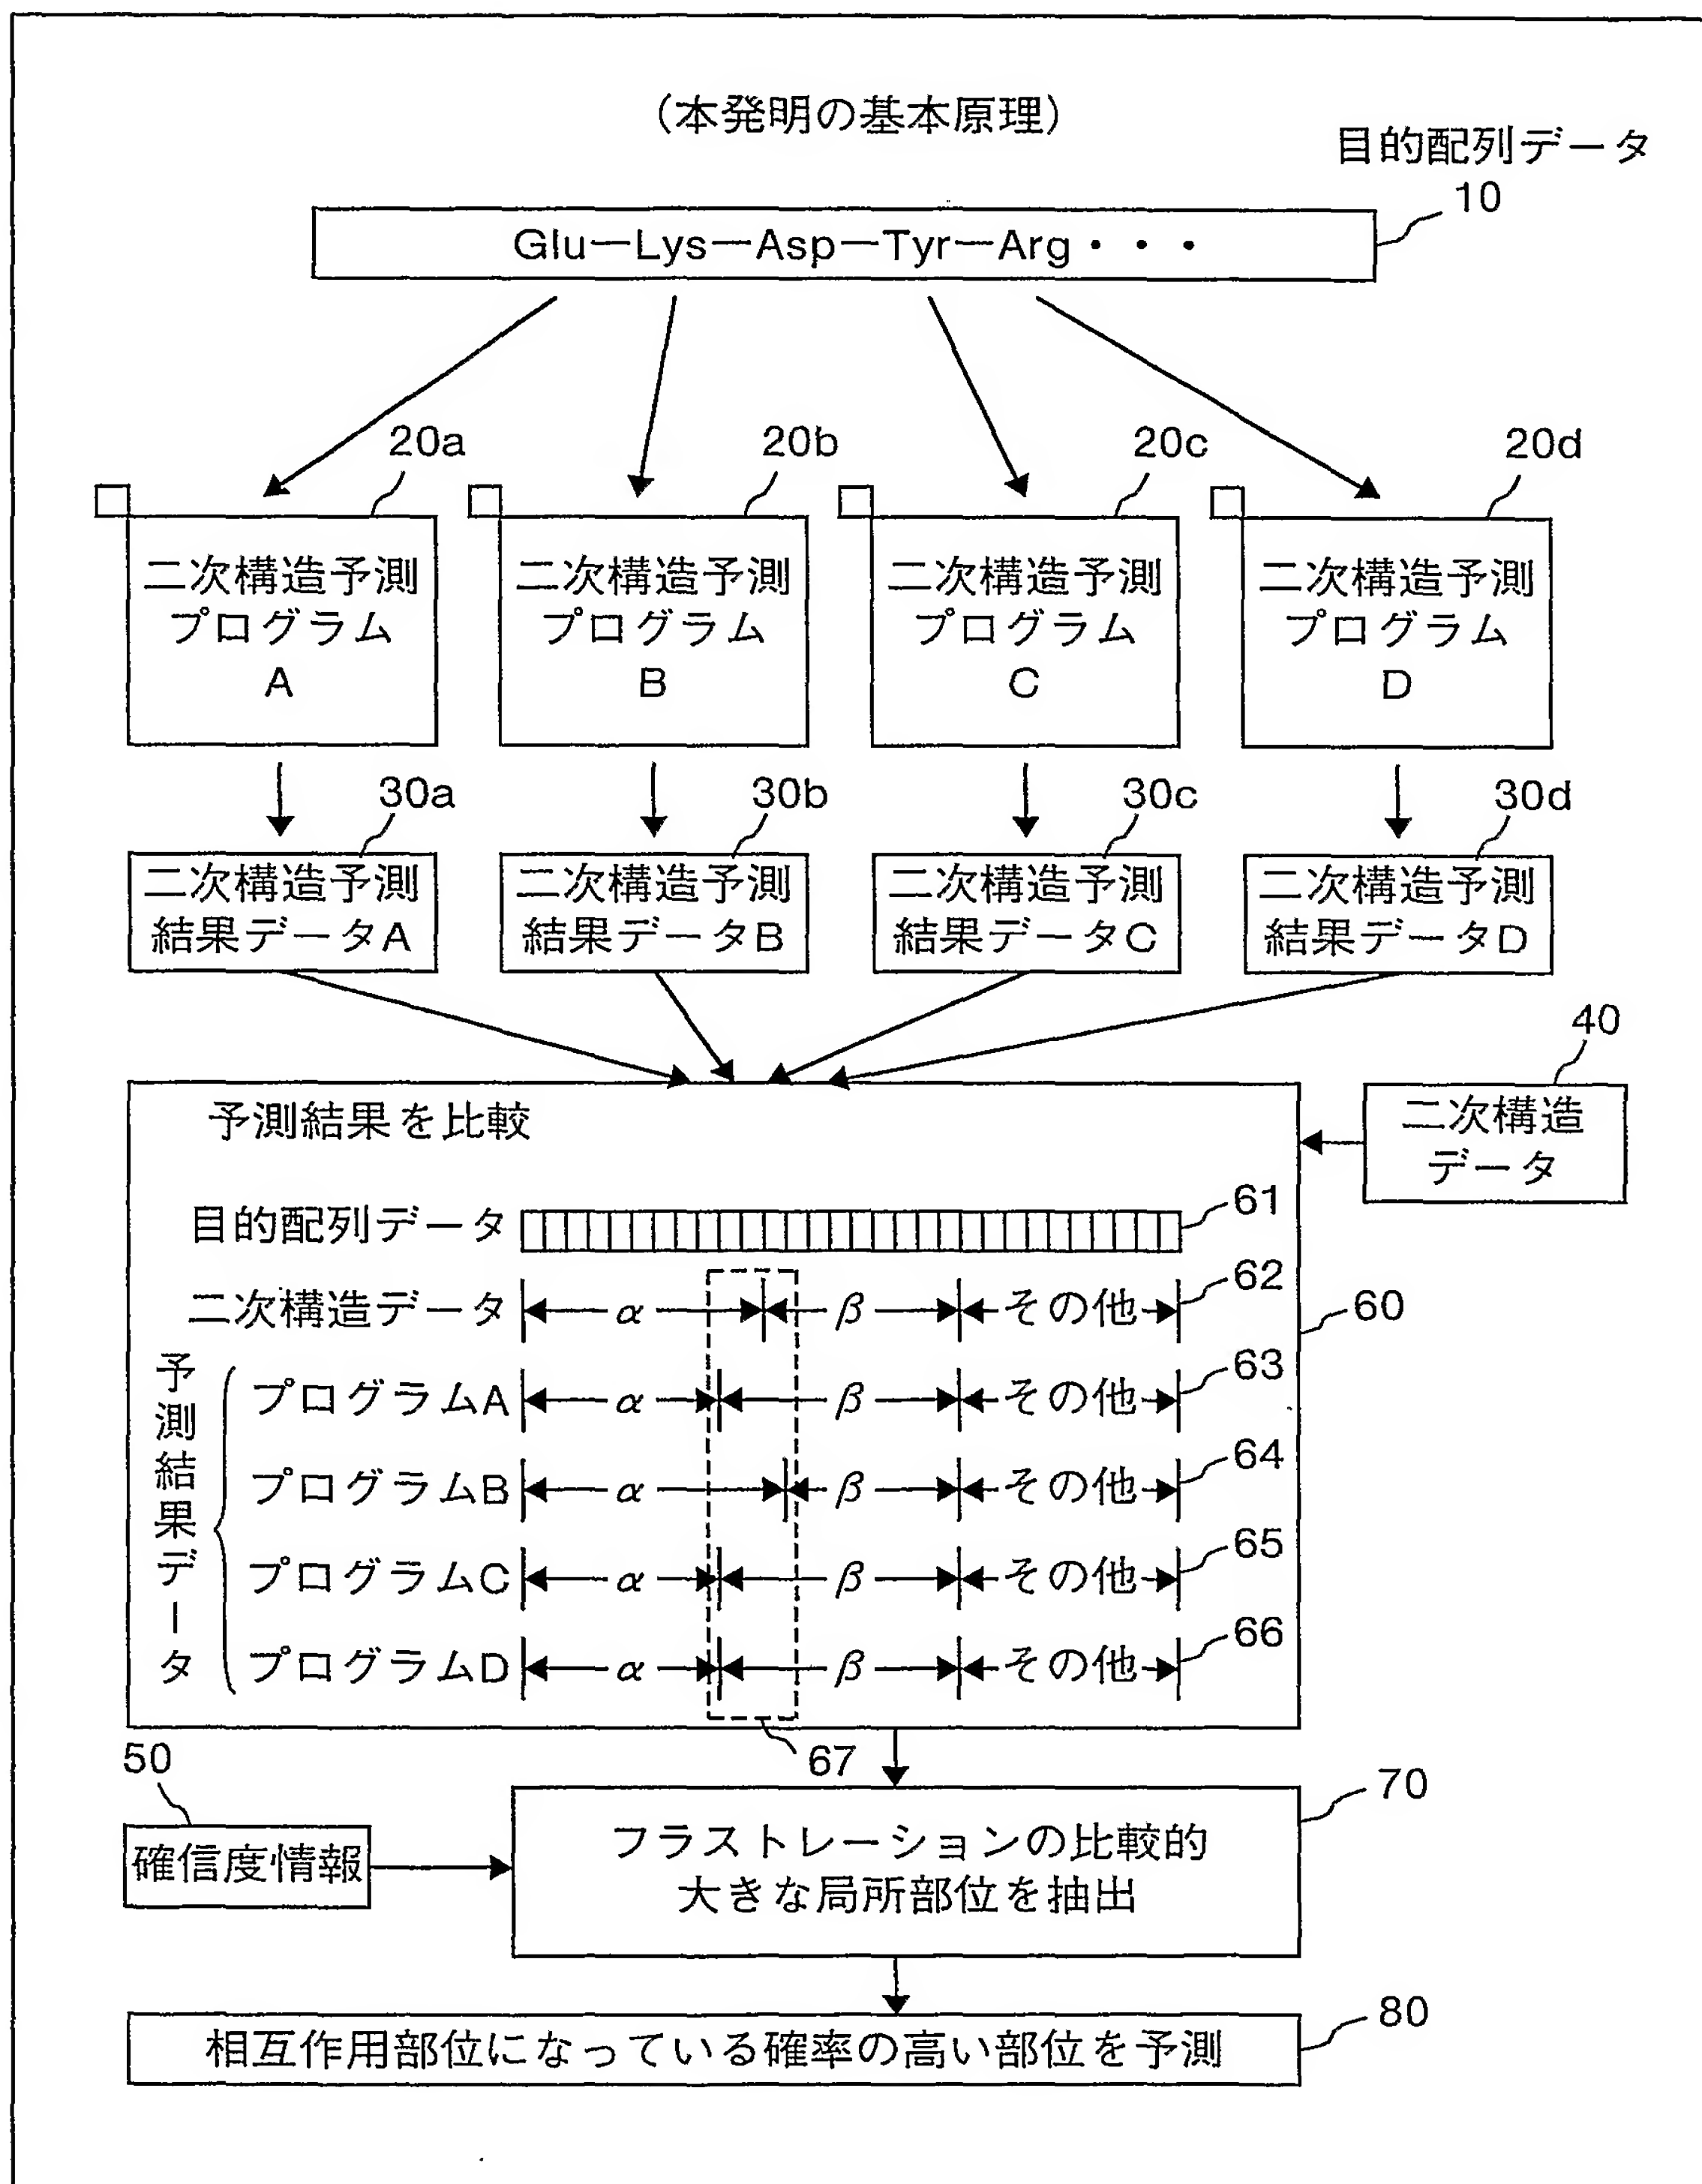 （本発明の基本原理）
目的配列データ
10
Glu—Lys—Asp—Tyr—Arg・・・
20a
20b
20c
20d
二次構造予測
プログラム
A
二次構造予測
プログラム
B
二次構造予測
プログラム
C
二次構造予測
プログラム
D
30a
30b
30c
30d
二次構造予測
結果データA
二次構造予測
結果データB
二次構造予測
結果データC
二次構造予測
結果データD
40
二次構造
データ
予測結果を比較
目的配列データ
61
二次構造データ α β その他
62
60
予測結果データ
プログラムA α β その他
63
プログラムB α β その他
64
プログラムC α β その他
65
プログラムD α β その他
66
67
50
確信度情報
70
フラストレーションの比較的
大きな局所部位を抽出
80
相互作用部位になっている確率の高い部位を予測